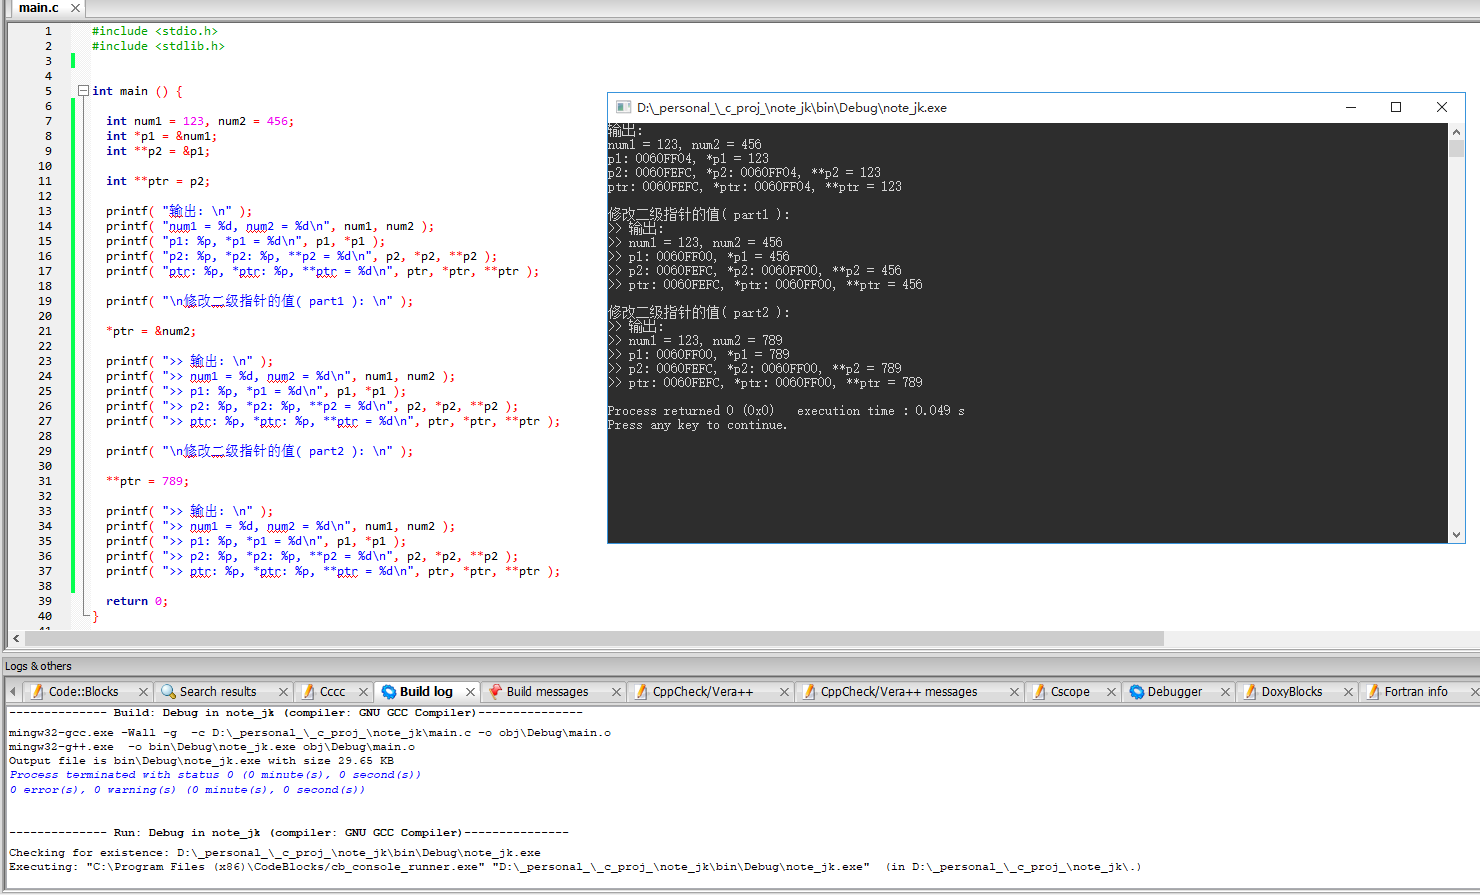 main.c
1 #include <stdio.h>
2 #include <stdlib.h>
3
4
5 int main () {
6
7 int num1 = 123, num2 = 456;
8 int *p1 = &num1;
9 int **p2 = &p1;
10
11 int **ptr = p2;
12
13 printf( "输出: \n" );
14 printf( "num1 = %d, num2 = %d\n", num1, num2 );
15 printf( "p1: %p, *p1 = %d\n", p1, *p1 );
16 printf( "p2: %p, *p2: %p, **p2 = %d\n", p2, *p2, **p2 );
17 printf( "ptr: %p, *ptr: %p, **ptr = %d\n", ptr, *ptr, **ptr );
18
19 printf( "\n修改二级指针的值( part1 ): \n" );
20
21 *ptr = &num2;
22
23 printf( ">> 输出: \n" );
24 printf( ">> num1 = %d, num2 = %d\n", num1, num2 );
25 printf( ">> p1: %p, *p1 = %d\n", p1, *p1 );
26 printf( ">> p2: %p, *p2: %p, **p2 = %d\n", p2, *p2, **p2 );
27 printf( ">> ptr: %p, *ptr: %p, **ptr = %d\n", ptr, *ptr, **ptr );
28
29 printf( "\n修改二级指针的值( part2 ): \n" );
30
31 **ptr = 789;
32
33 printf( ">> 输出: \n" );
34 printf( ">> num1 = %d, num2 = %d\n", num1, num2 );
35 printf( ">> p1: %p, *p1 = %d\n", p1, *p1 );
36 printf( ">> p2: %p, *p2: %p, **p2 = %d\n", p2, *p2, **p2 );
37 printf( ">> ptr: %p, *ptr: %p, **ptr = %d\n", ptr, *ptr, **ptr );
38
39 return 0;
40 }
41
D:\_personal_\_c_proj_\note_jk\bin\Debug\note_jk.exe
输出:
num1 = 123, num2 = 456
p1: 0060FF04, *p1 = 123
p2: 0060FEFC, *p2: 0060FF04, **p2 = 123
ptr: 0060FEFC, *ptr: 0060FF04, **ptr = 123
修改二级指针的值( part1 ):
>> 输出:
>> num1 = 123, num2 = 456
>> p1: 0060FF00, *p1 = 456
>> p2: 0060FEFC, *p2: 0060FF00, **p2 = 456
>> ptr: 0060FEFC, *ptr: 0060FF00, **ptr = 456
修改二级指针的值( part2 ):
>> 输出:
>> num1 = 123, num2 = 789
>> p1: 0060FF00, *p1 = 789
>> p2: 0060FEFC, *p2: 0060FF00, **p2 = 789
>> ptr: 0060FEFC, *ptr: 0060FF00, **ptr = 789
Process returned 0 (0x0)   execution time : 0.049 s
Press any key to continue.
Logs & others
Code::Blocks Search results Cccc Build log Build messages CppCheck/Vera++ CppCheck/Vera++ messages Cscope Debugger DoxyBlocks Fortran info
-------------- Build: Debug in note_jk (compiler: GNU GCC Compiler)---------------
mingw32-gcc.exe -Wall -g  -c D:\_personal_\_c_proj_\note_jk\main.c -o obj\Debug\main.o
mingw32-g++.exe  -o bin\Debug\note_jk.exe obj\Debug\main.o
Output file is bin\Debug\note_jk.exe with size 29.65 KB
Process terminated with status 0 (0 minute(s), 0 second(s))
0 error(s), 0 warning(s) (0 minute(s), 0 second(s))
-------------- Run: Debug in note_jk (compiler: GNU GCC Compiler)---------------
Checking for existence: D:\_personal_\_c_proj_\note_jk\bin\Debug\note_jk.exe
Executing: "C:\Program Files (x86)\CodeBlocks/cb_console_runner.exe" "D:\_personal_\_c_proj_\note_jk\bin\Debug\note_jk.exe"  (in D:\_personal_\_c_proj_\note_jk\.)